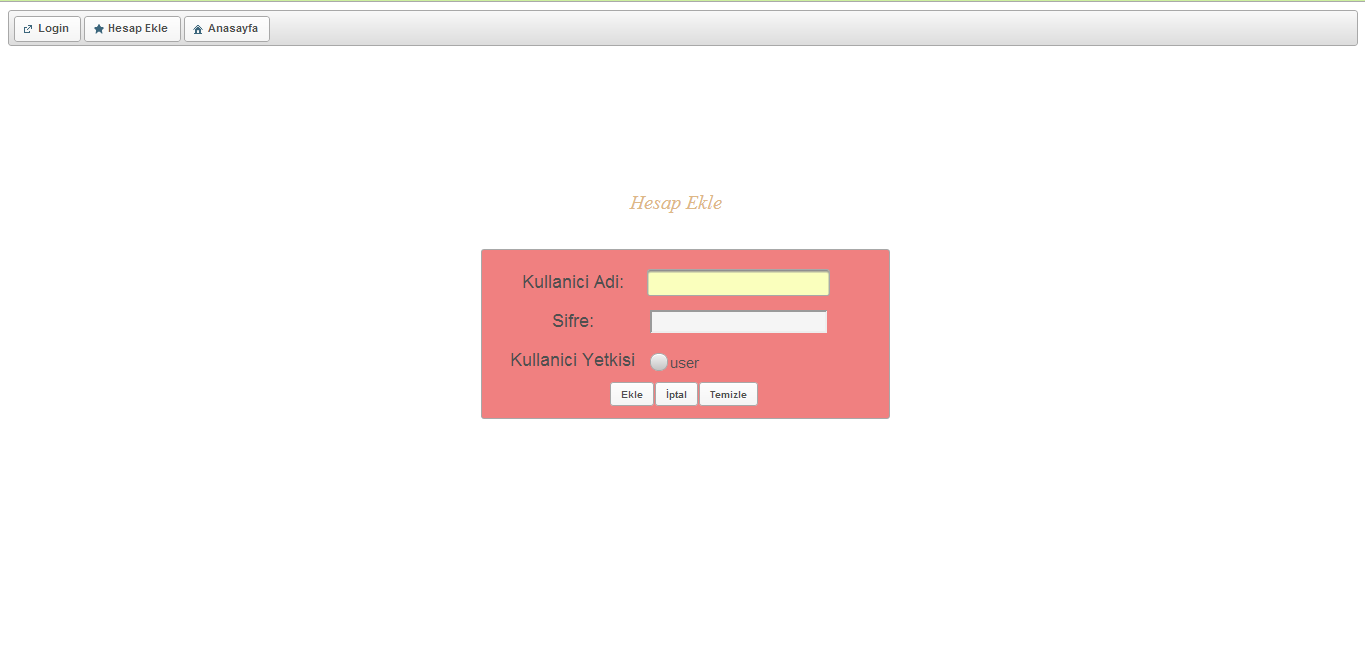 Login Hesap Ekle Anasayfa
Hesap Ekle
Kullanici Adi:
Sifre:
Kullanici Yetkisi user
Ekle İptal Temizle